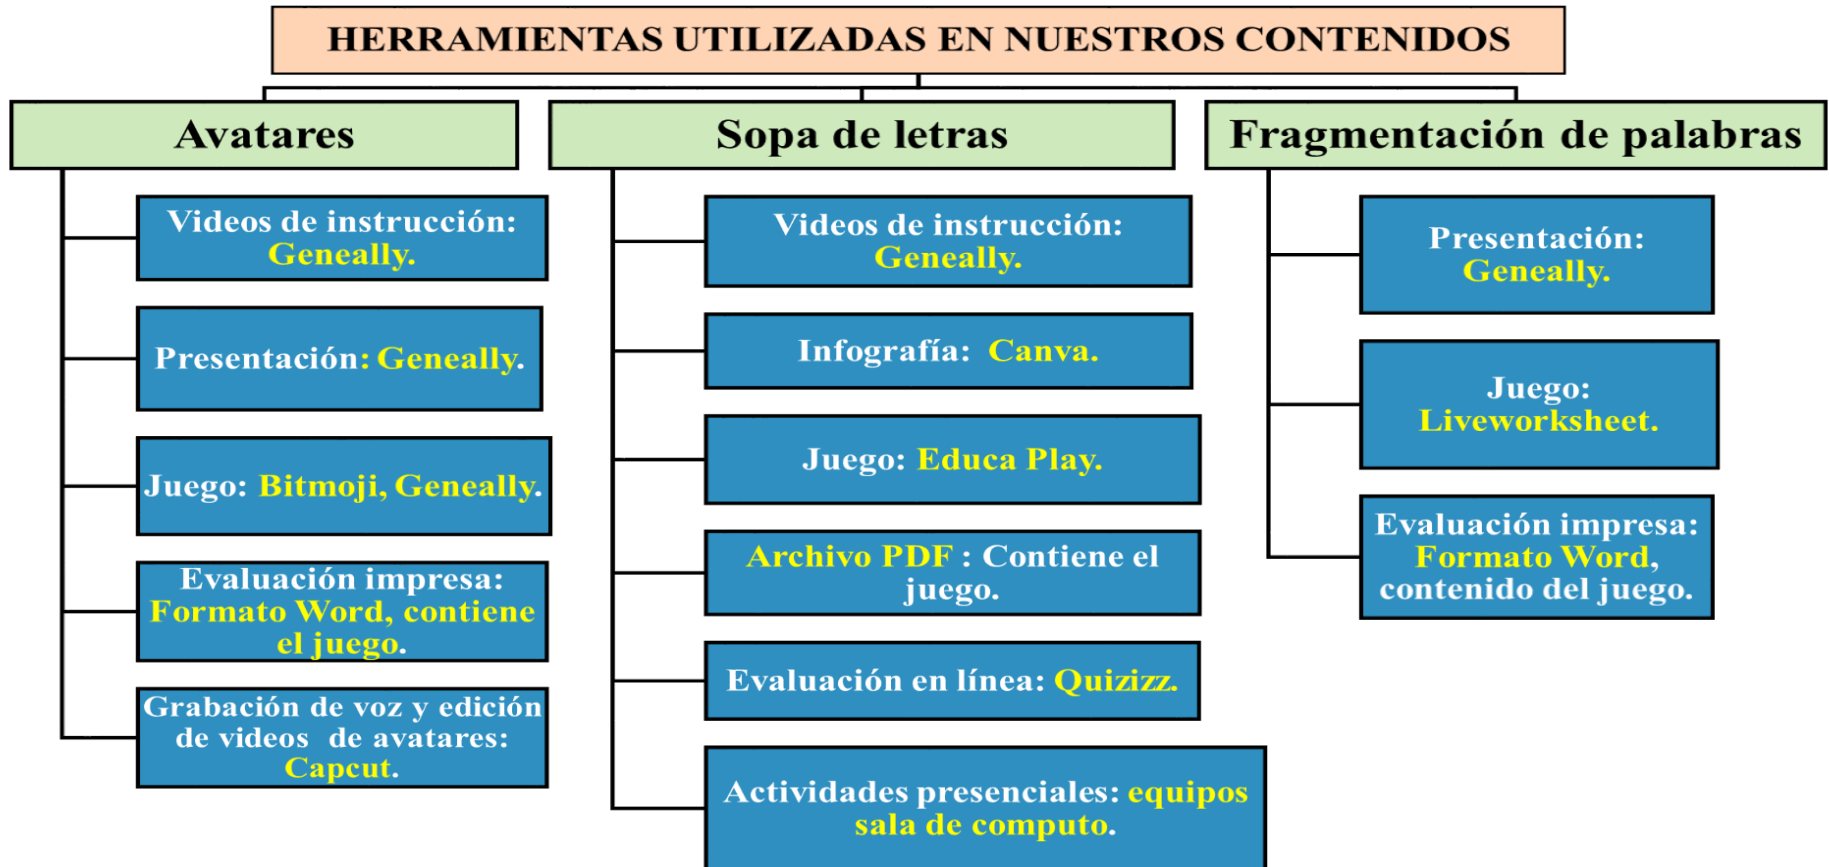 HERRAMIENTAS UTILIZADAS EN NUESTROS CONTENIDOS
Avatares
Videos de instrucción:
Geneally.
Presentación: Geneally.
Juego: Bitmoji, Geneally.
Evaluación impresa:
Formato Word, contiene
el juego.
Grabación de voz y edición
de videos de avatares:
Capcut.
Sopa de letras
Videos de instrucción:
Geneally.
Infografía: Canva.
Juego: Educa Play.
Archivo PDF : Contiene el
juego.
Evaluación en línea: Quizizz.
Actividades presenciales: equipos
sala de computo.
Fragmentación de palabras
Presentación:
Geneally.
Juego:
Liveworksheet.
Evaluación impresa:
Formato Word,
contenido del juego.